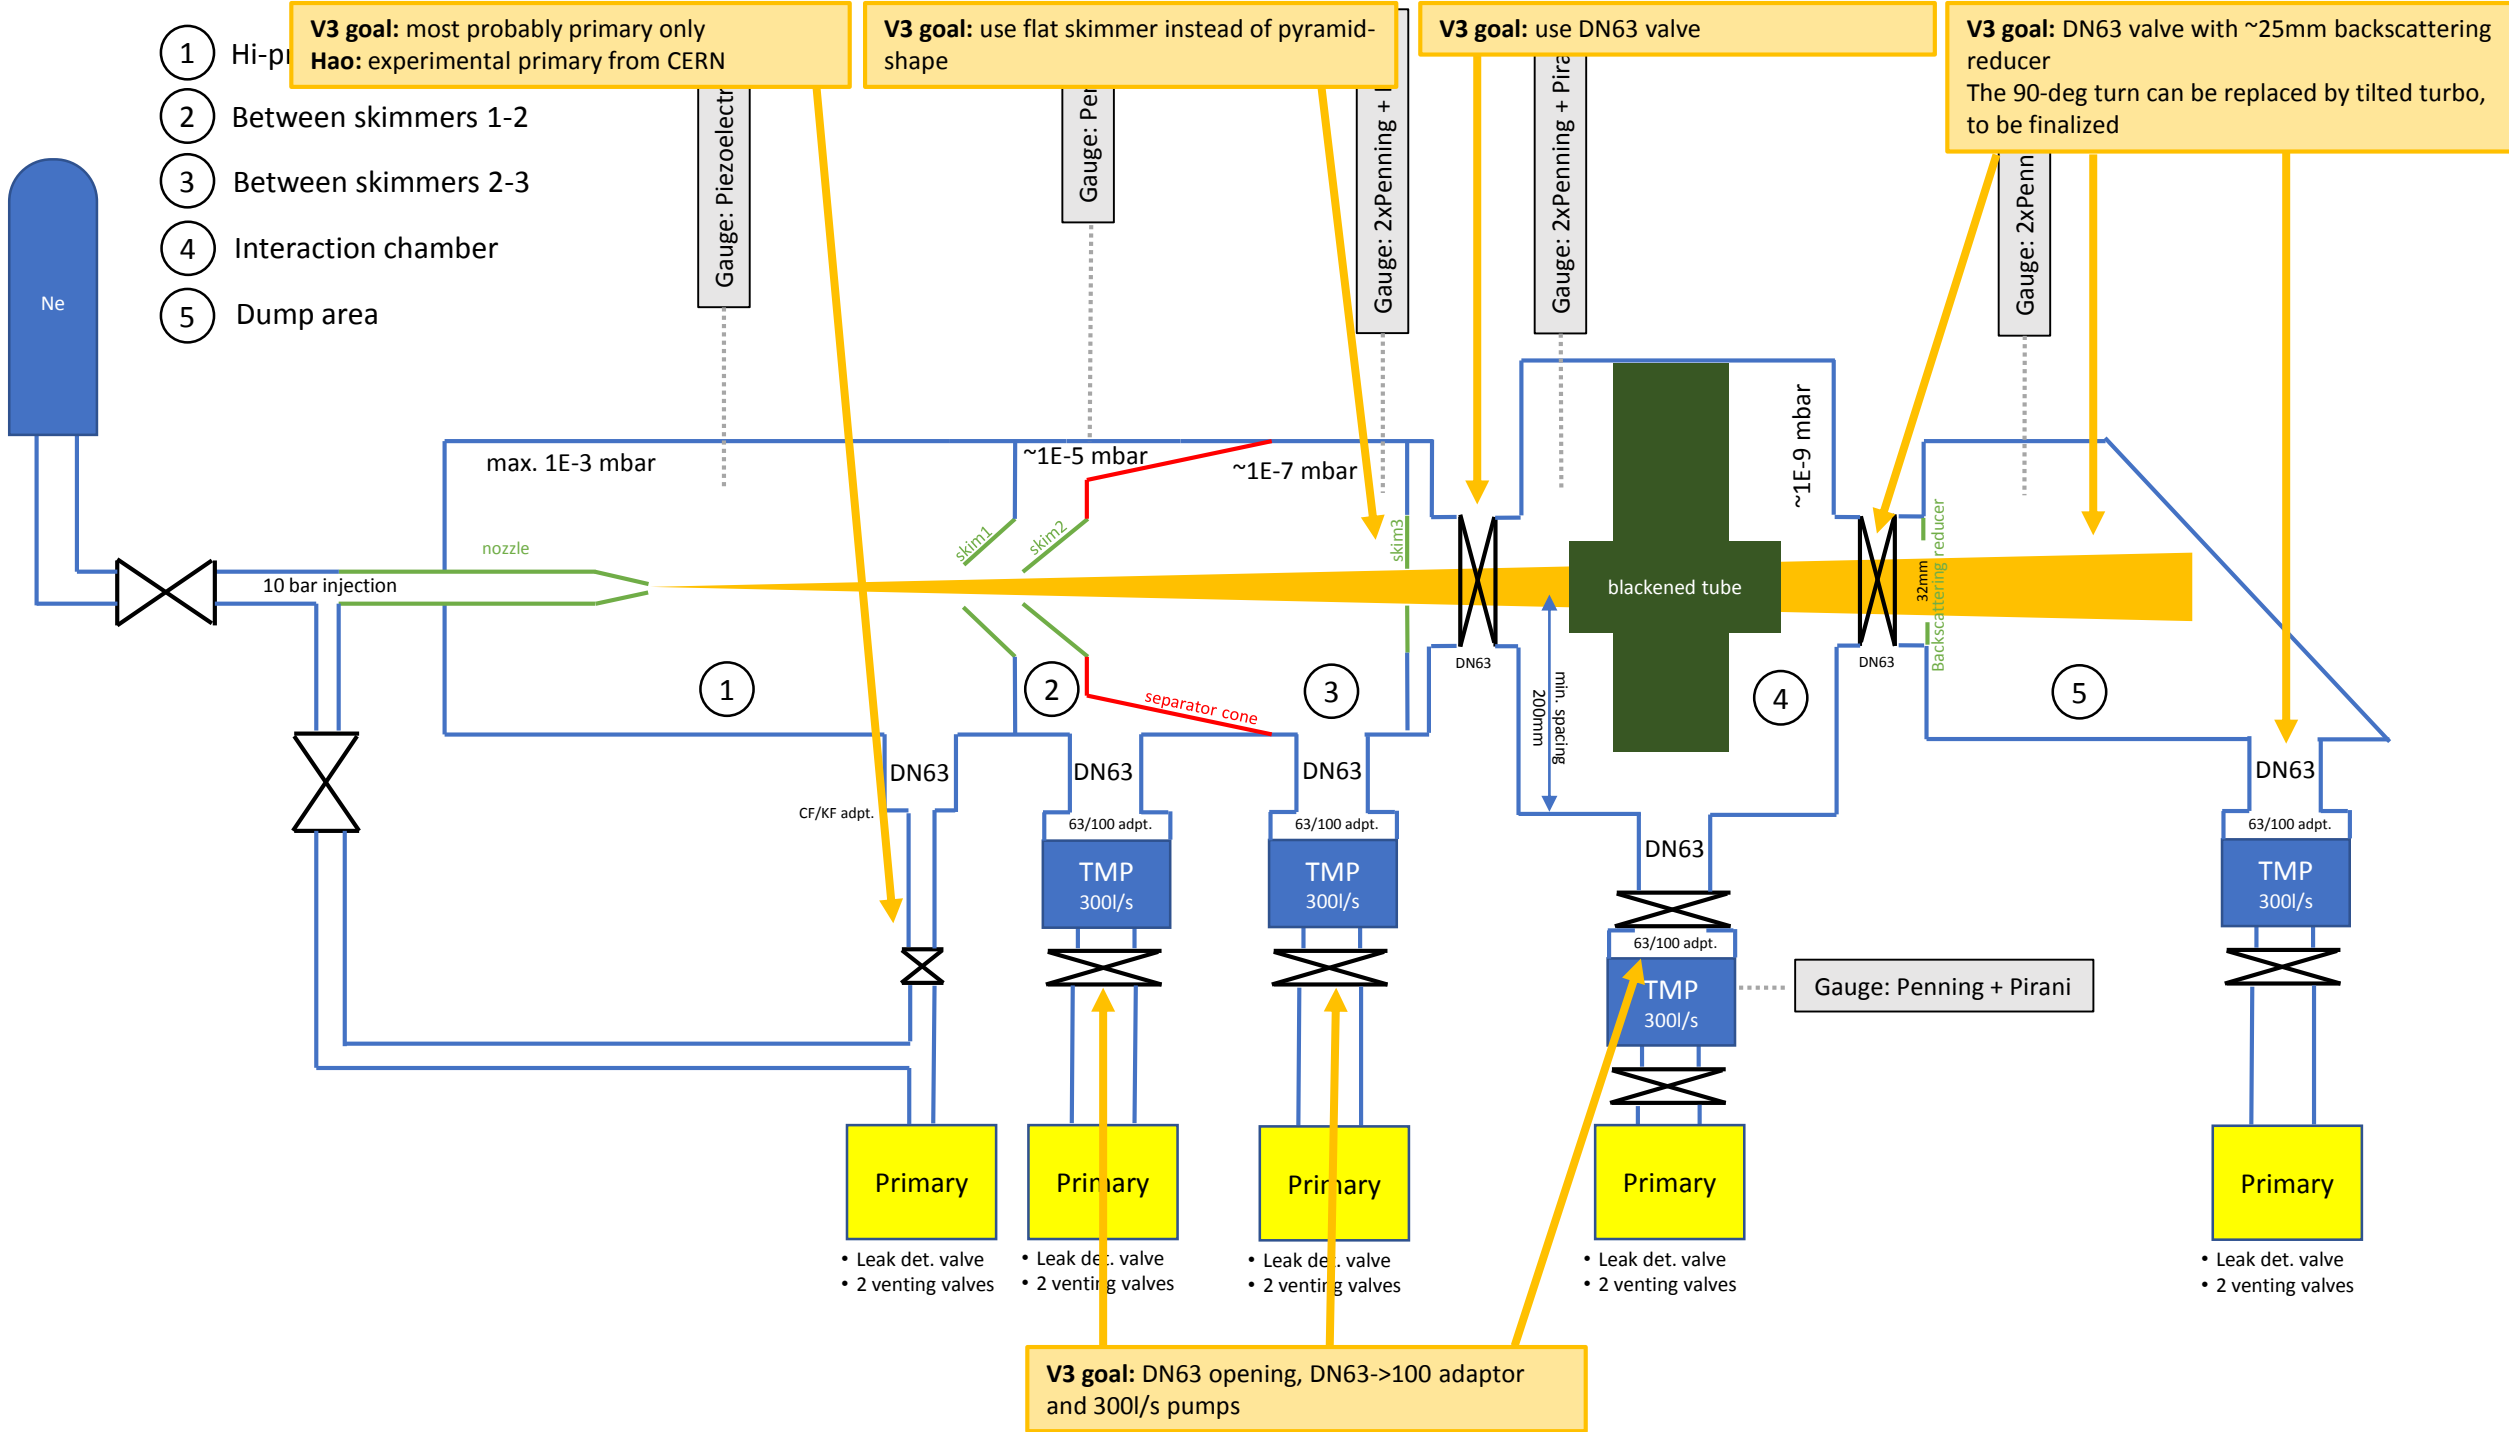 V3 goal: most probably primary only
Hao: experimental primary from CERN
V3 goal: use flat skimmer instead of pyramid-
shape
V3 goal: use DN63 valve
V3 goal: DN63 valve with ~25mm backscattering
reducer
The 90-deg turn can be replaced by tilted turbo,
to be finalized
1
2 Between skimmers 1-2
3 Between skimmers 2-3
4 Interaction chamber
5 Dump area
Ne
Gauge:
Gauge:
Gauge: 2xPenning +
Gauge: 2xPenning +
Gauge:
max. 1E-3 mbar
~1E-5 mbar
~1E-7 mbar
~1E-9 mbar
nozzle
10 bar injection
skim1
skim2
skim3
blackened tube
32mm
Backscattering reducer
DN63
DN63
min. spacing
200mm
separator cone
1
2
3
4
5
DN63
DN63
DN63
DN63
DN63
CF/KF adpt.
63/100 adpt.
63/100 adpt.
63/100 adpt.
63/100 adpt.
TMP
300l/s
TMP
300l/s
TMP
300l/s
TMP
300l/s
Gauge: Penning + Pirani
Primary
Primary
Primary
Primary
Primary
• Leak det. valve
• 2 venting valves
• Leak det. valve
• 2 venting valves
• Leak det. valve
• 2 venting valves
• Leak det. valve
• 2 venting valves
• Leak det. valve
• 2 venting valves
V3 goal: DN63 opening, DN63->100 adaptor
and 300l/s pumps